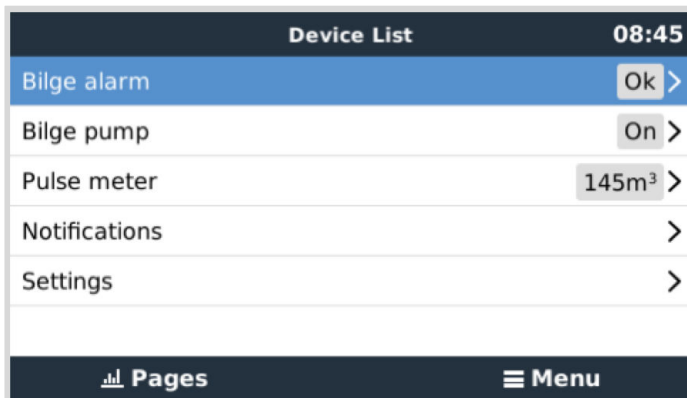 Device List 08:45
Bilge alarm Ok
Bilge pump On
Pulse meter 145m³
Notifications
Settings
Pages Menu